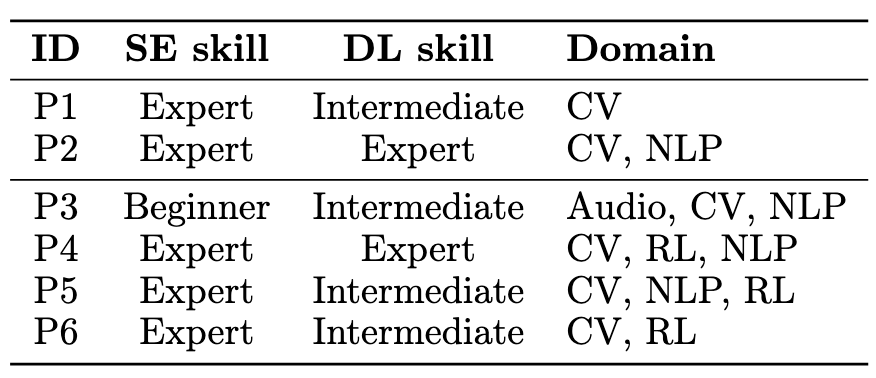 ID SE skill DL skill Domain
P1 Expert Intermediate CV
P2 Expert Expert CV, NLP
P3 Beginner Intermediate Audio, CV, NLP
P4 Expert Expert CV, RL, NLP
P5 Expert Intermediate CV, NLP, RL
P6 Expert Intermediate CV, RL